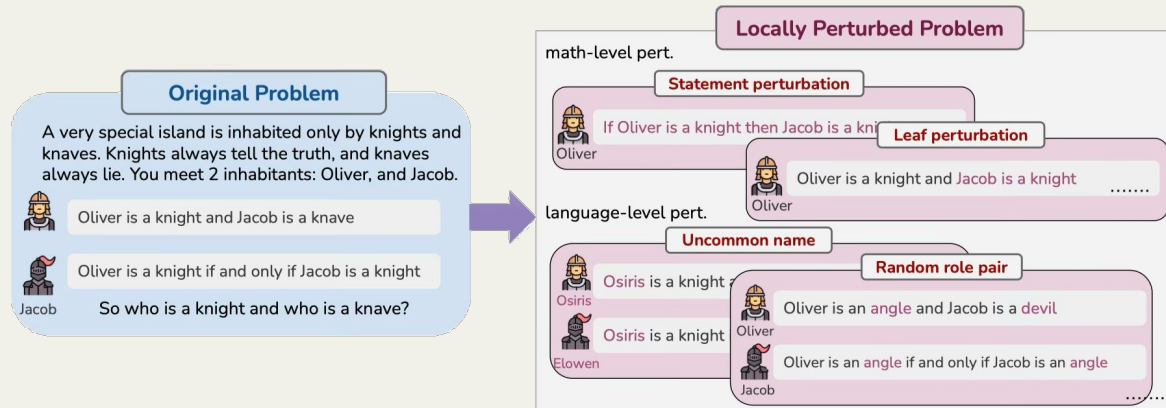 Original Problem
A very special island is inhabited only by knights and
knaves. Knights always tell the truth, and knaves
always lie. You meet 2 inhabitants: Oliver, and Jacob.
Oliver is a knight and Jacob is a knave
Oliver is a knight if and only if Jacob is a knight
Jacob
So who is a knight and who is a knave?
Locally Perturbed Problem
math-level pert.
Statement perturbation
If Oliver is a knight then Jacob is a
Oliver
Leaf perturbation
Oliver is a knight and Jacob is a knight
.......
Oliver
language-level pert.
Uncommon name
Osiris is a knight
Osiris
Osiris is a knight
Elowen
Random role pair
Oliver is an angle and Jacob is a devil
Oliver
Oliver is an angle if and only if Jacob is an angle
Jacob
.......